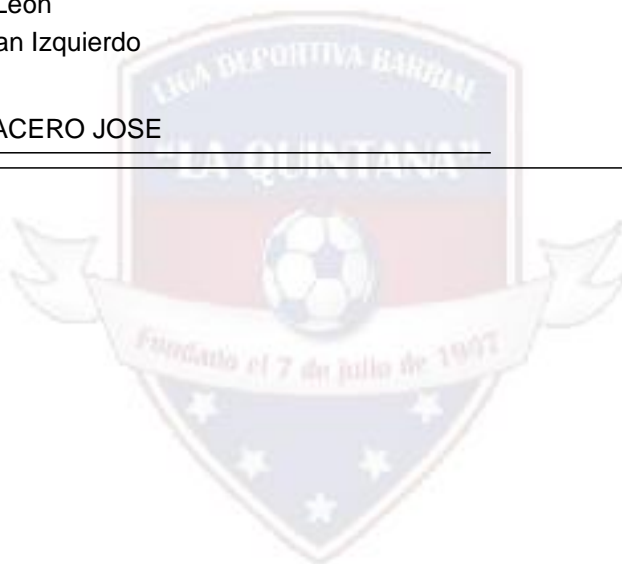 León
an Izquierdo
ACERO JOSE
LIGA DEPORTIVA BARRIAL
"LA QUINTANA"
Fundado el 7 de julio de 1997